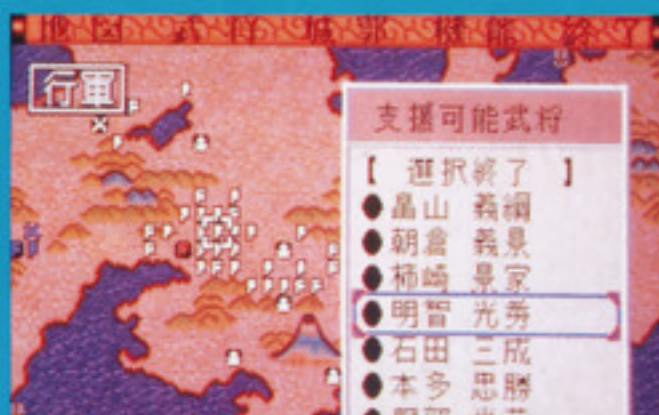 地図 武将 城郭 機能 終了
行軍
支援可能武将
【 選択終了 】
●畠山 義綱
●朝倉 義景
●柿崎 景家
●明智 光秀
●石田 三成
●本多 忠勝